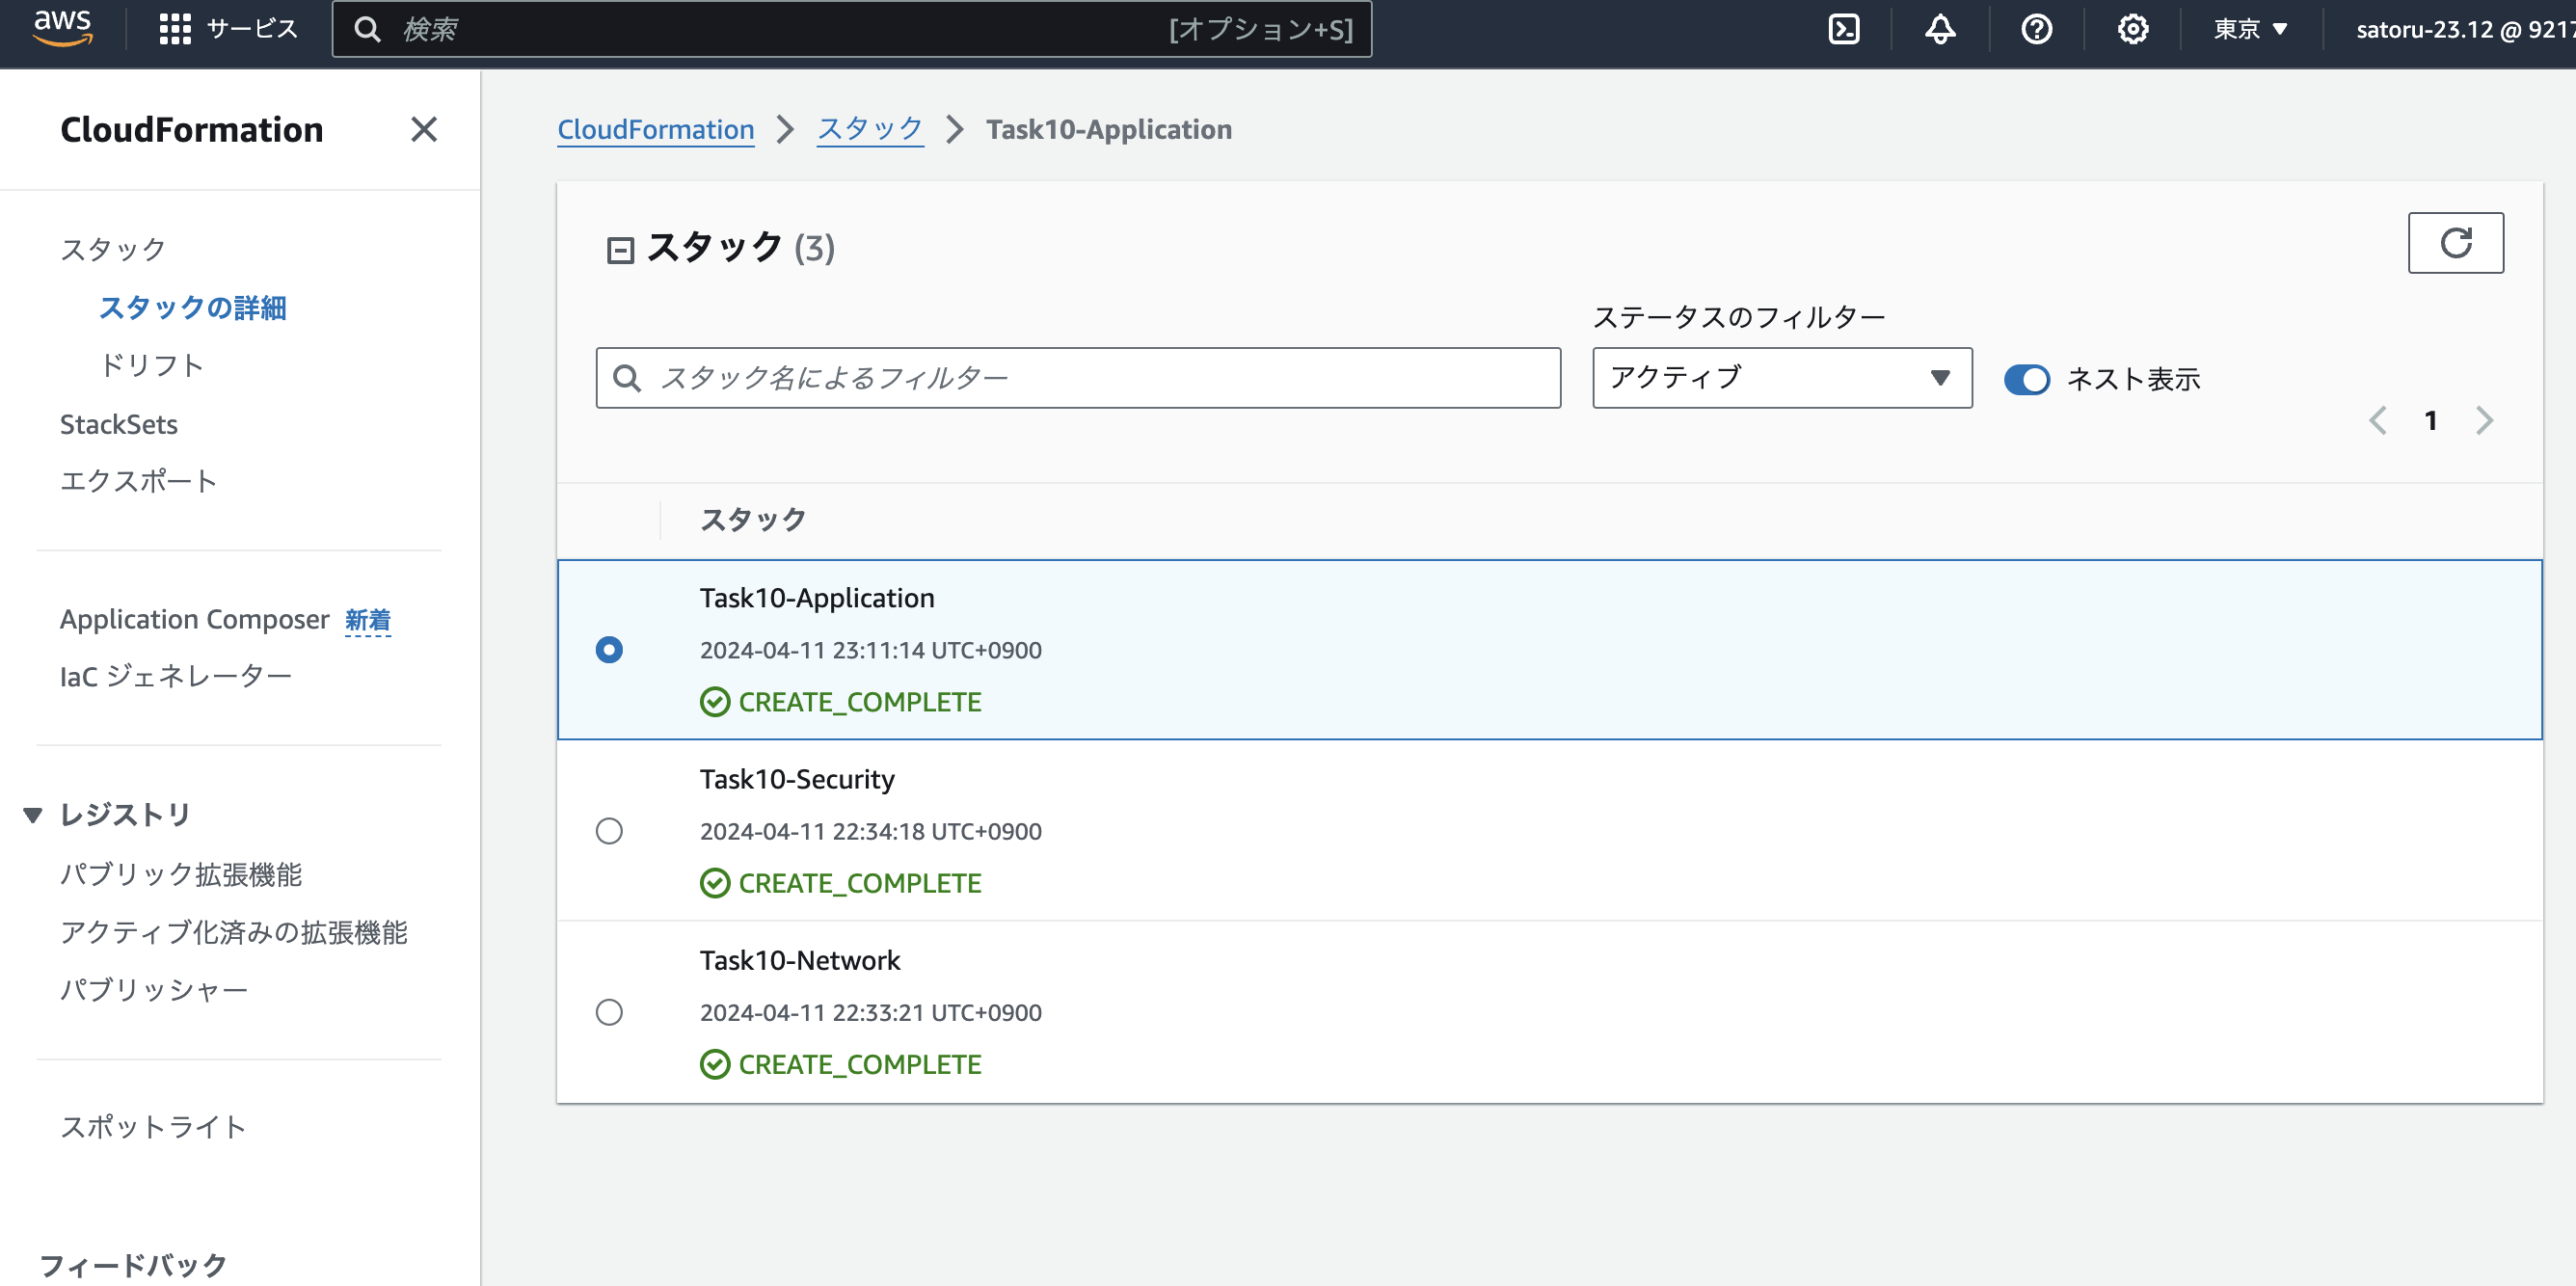 aws
サービス
検索
[オプション+S]
東京
satoru-23.12 @ 9217
CloudFormation
スタック
スタックの詳細
ドリフト
StackSets
エクスポート
Application Composer 新着
IaC ジェネレーター
レジストリ
パブリック拡張機能
アクティブ化済みの拡張機能
パブリッシャー
スポットライト
フィードバック
CloudFormation
スタック
Task10-Application
スタック (3)
ステータスのフィルター
スタック名によるフィルター
アクティブ
ネスト表示
1
スタック
Task10-Application
2024-04-11 23:11:14 UTC+0900
CREATE_COMPLETE
Task10-Security
2024-04-11 22:34:18 UTC+0900
CREATE_COMPLETE
Task10-Network
2024-04-11 22:33:21 UTC+0900
CREATE_COMPLETE